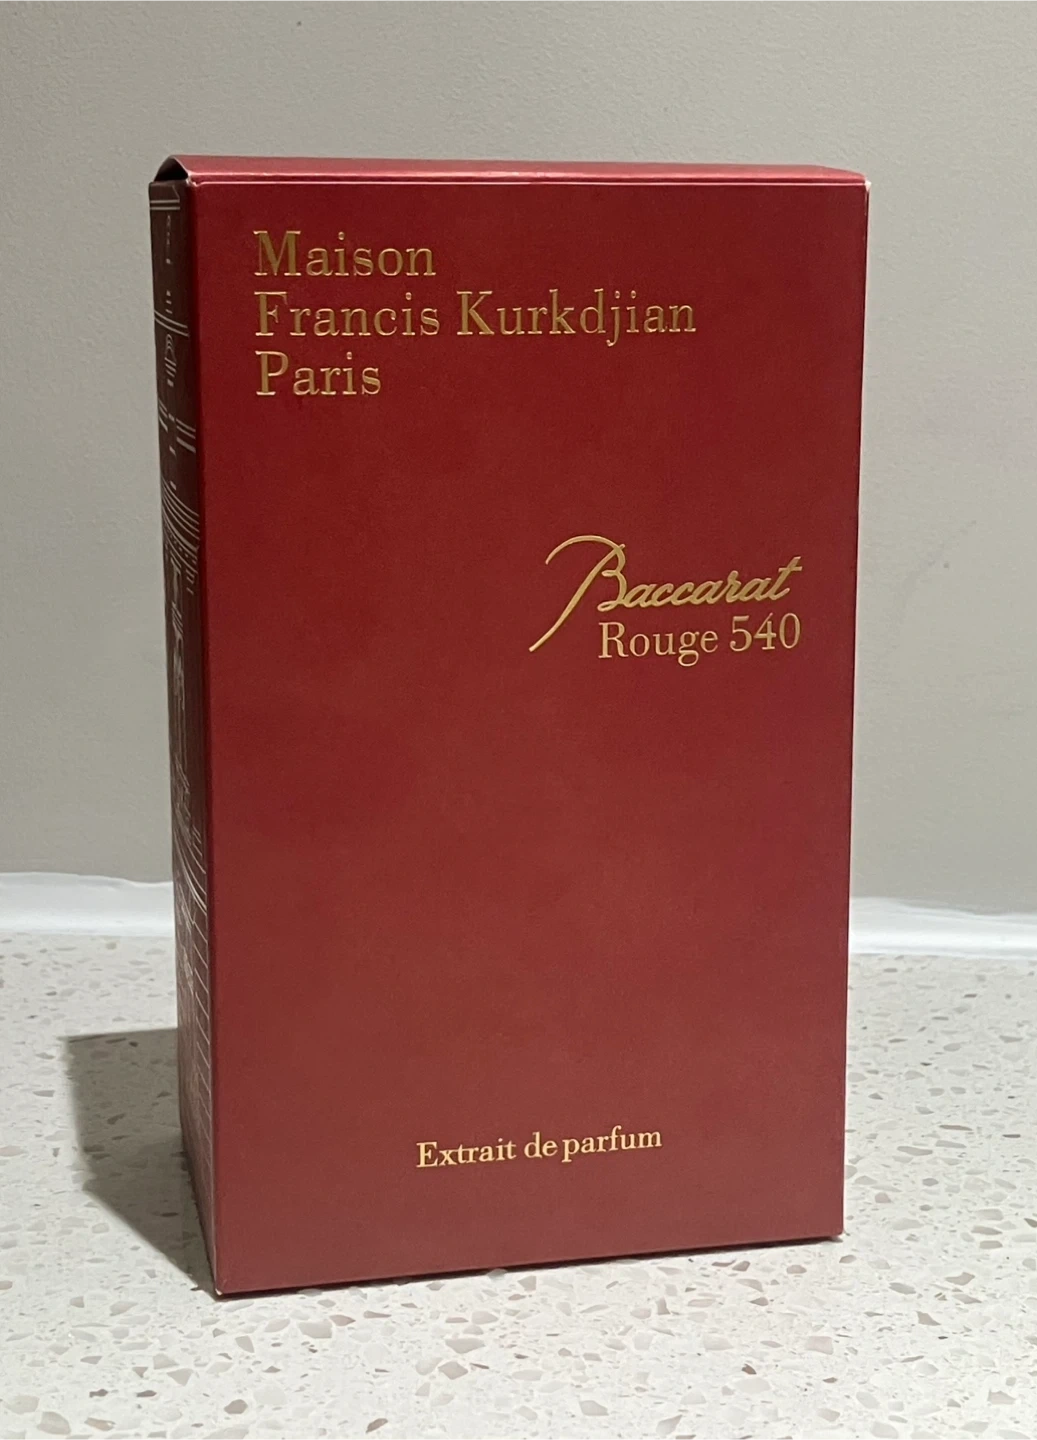 Maison
Francis Kurkdjian
Paris
Baccarat
Rouge 540
Extrait de parfum